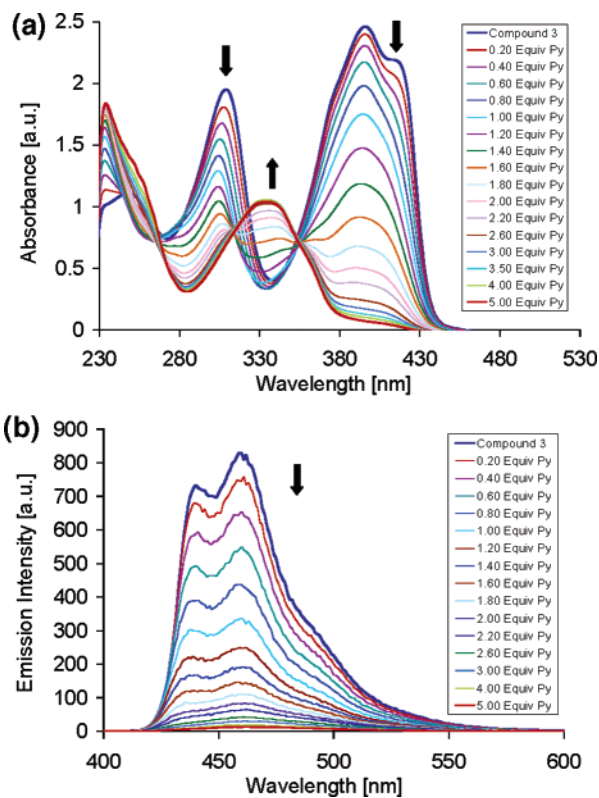 (a)
2.5
2
1.5
1
0.5
0
Absorbance [a.u.]
230 280 330 380 430 480 530
Wavelength [nm]
Compound 3
0.20 Equiv Py
0.40 Equiv Py
0.60 Equiv Py
0.80 Equiv Py
1.00 Equiv Py
1.20 Equiv Py
1.40 Equiv Py
1.60 Equiv Py
1.80 Equiv Py
2.00 Equiv Py
2.20 Equiv Py
2.60 Equiv Py
3.00 Equiv Py
3.50 Equiv Py
4.00 Equiv Py
5.00 Equiv Py
(b)
900
800
700
600
500
400
300
200
100
0
Emission Intensity [a.u.]
400 450 500 550 600
Wavelength [nm]
Compound 3
0.20 Equiv Py
0.40 Equiv Py
0.60 Equiv Py
0.80 Equiv Py
1.00 Equiv Py
1.20 Equiv Py
1.40 Equiv Py
1.60 Equiv Py
1.80 Equiv Py
2.00 Equiv Py
2.20 Equiv Py
2.60 Equiv Py
3.00 Equiv Py
4.00 Equiv Py
5.00 Equiv Py